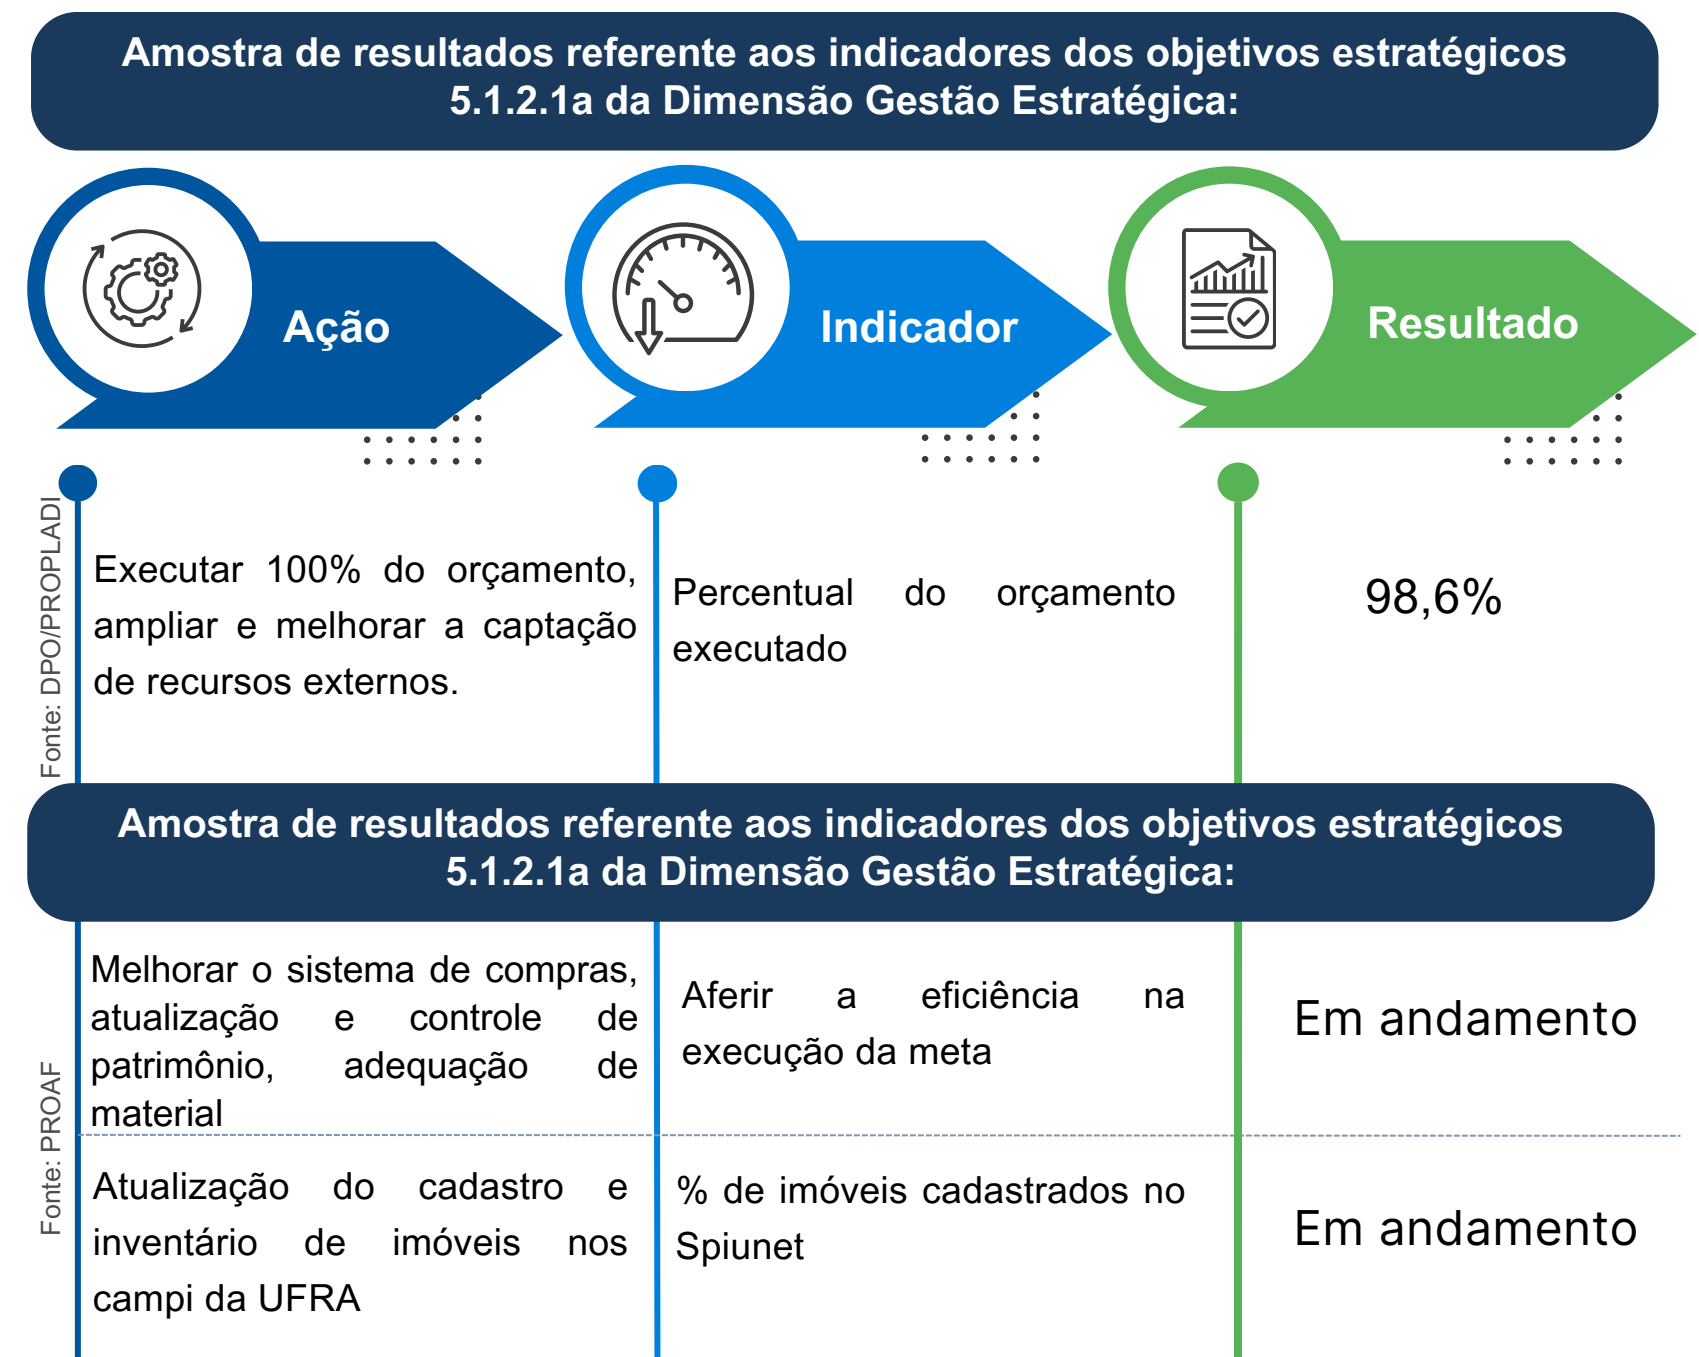 Amostra de resultados referente aos indicadores dos objetivos estratégicos
5.1.2.1a da Dimensão Gestão Estratégica:
Ação
Indicador
Resultado
Fonte: DPO/PROPLADI
Executar 100% do orçamento,
ampliar e melhorar a captação
de recursos externos.
Percentual do orçamento
executado
98,6%
Amostra de resultados referente aos indicadores dos objetivos estratégicos
5.1.2.1a da Dimensão Gestão Estratégica:
Fonte: PROAF
Melhorar o sistema de compras,
atualização e controle de
patrimônio, adequação de
material
Aferir a eficiência na
execução da meta
Em andamento
Atualização do cadastro e
inventário de imóveis nos
campi da UFRA
% de imóveis cadastrados no
Spiunet
Em andamento